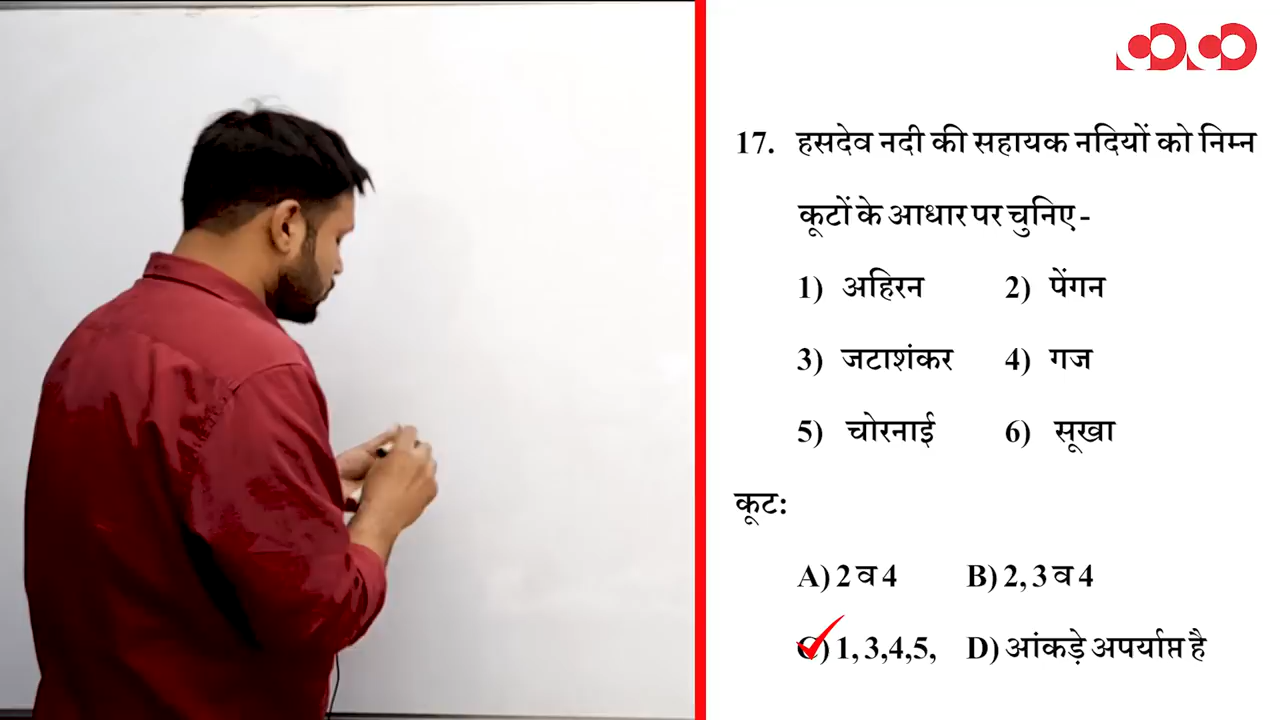 17. हसदेव नदी की सहायक नदियों को निम्न
कूटों के आधार पर चुनिए -
1) अहिरन 2) पेंगन
3) जटाशंकर 4) गज
5) चोरनाई 6) सूखा
कूट:
A) 2 व 4 B) 2, 3 व 4
C) 1, 3,4,5, D) आंकड़े अपर्याप्त है